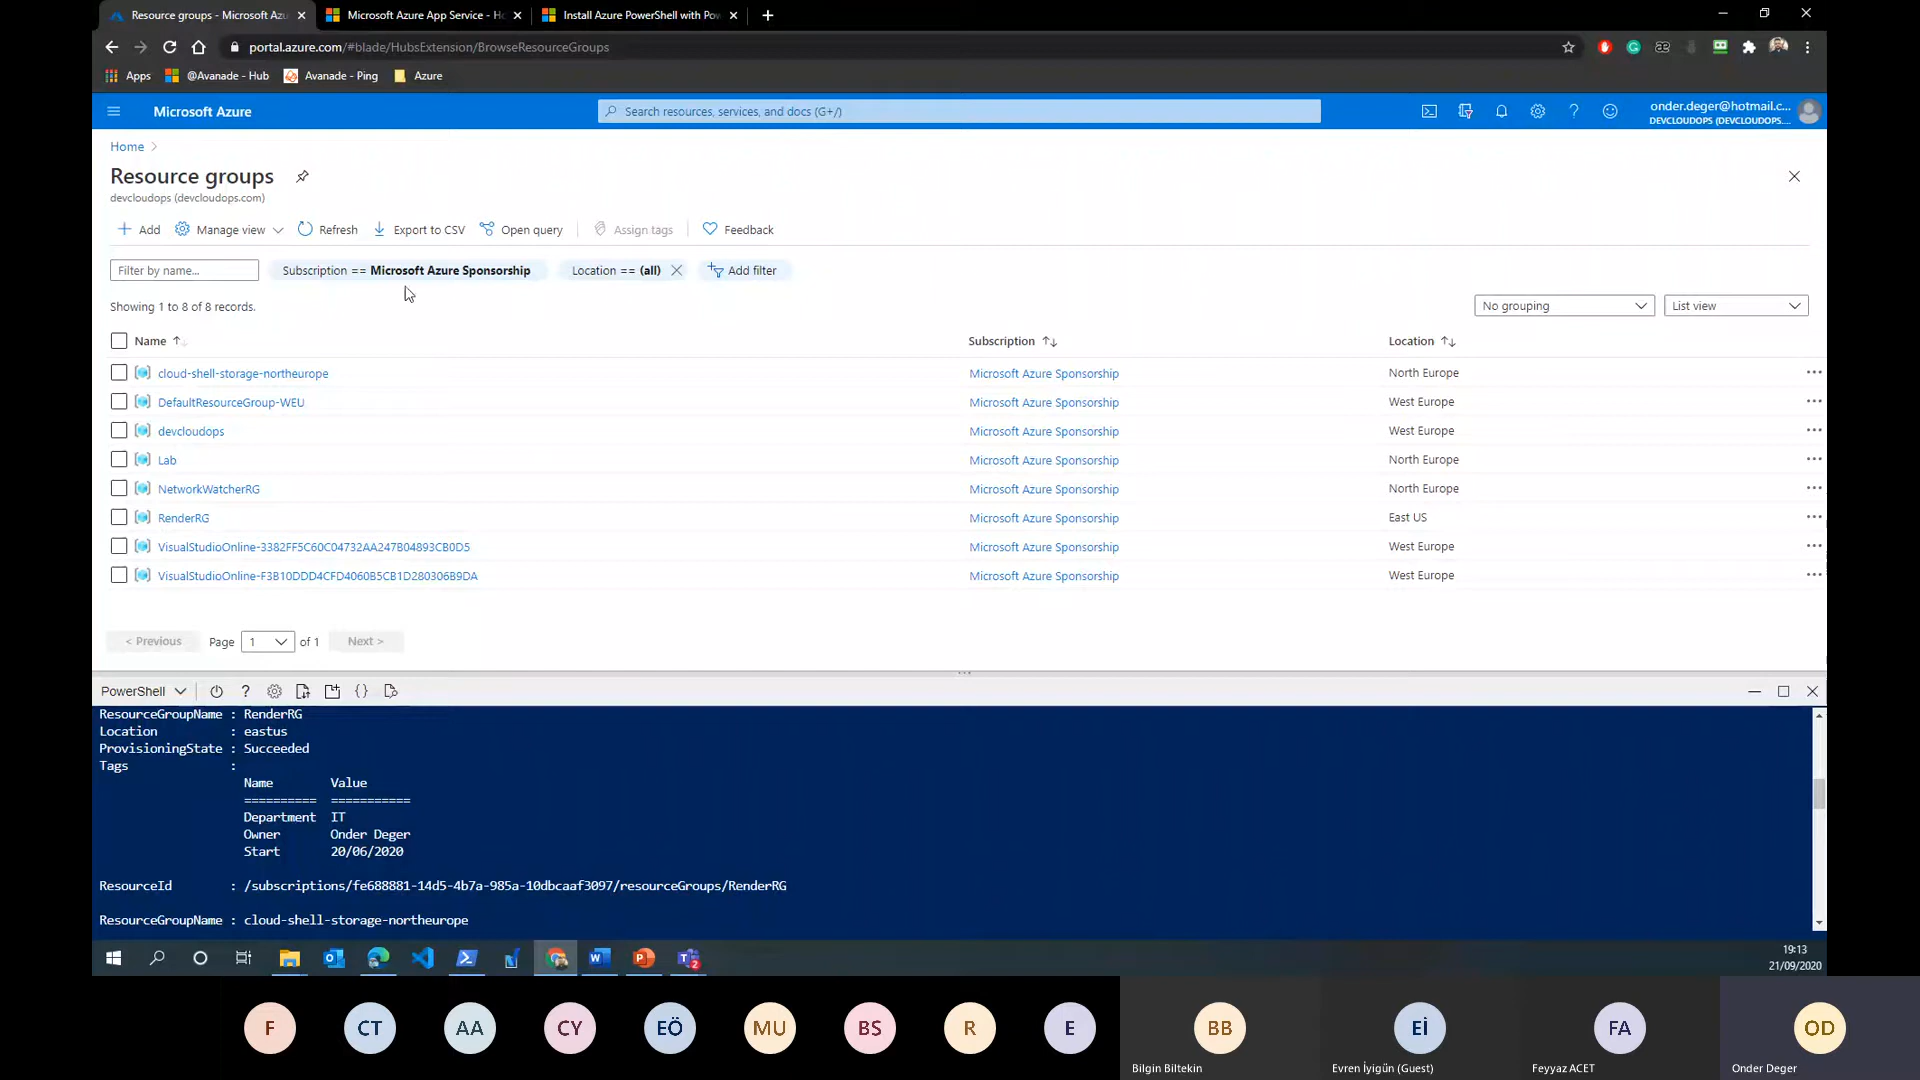 Resource groups - Microsoft Azu
Microsoft Azure App Service - Ho
Install Azure PowerShell with Pow
portal.azure.com/#blade/HubsExtension/BrowseResourceGroups
Apps
@Avanade - Hub
Avanade - Ping
Azure
Microsoft Azure
Search resources, services, and docs (G+/)
onder.deger@hotmail.c...
DEVCLOUDOPS (DEVCLOUDOPS....
Home
Resource groups
devcloudops (devcloudops.com)
Add
Manage view
Refresh
Export to CSV
Open query
Assign tags
Feedback
Filter by name...
Subscription == Microsoft Azure Sponsorship
Location == (all)
Add filter
Showing 1 to 8 of 8 records.
No grouping
List view
Name
Subscription
Location
cloud-shell-storage-northeurope Microsoft Azure Sponsorship North Europe
DefaultResourceGroup-WEU Microsoft Azure Sponsorship West Europe
devcloudops Microsoft Azure Sponsorship West Europe
Lab Microsoft Azure Sponsorship North Europe
NetworkWatcherRG Microsoft Azure Sponsorship North Europe
RenderRG Microsoft Azure Sponsorship East US
VisualStudioOnline-3382FF5C60C04732AA247B04893CB0D5 Microsoft Azure Sponsorship West Europe
VisualStudioOnline-F3B10DDD4CFD4060B5CB1D280306B9DA Microsoft Azure Sponsorship West Europe
< Previous Page 1 of 1 Next >
PowerShell
ResourceGroupName : RenderRG
Location : eastus
ProvisioningState : Succeeded
Tags :
Name Value
========== ===========
Department IT
Owner Onder Deger
Start 20/06/2020
ResourceId : /subscriptions/fe688881-14d5-4b7a-985a-10dbcaaf3097/resourceGroups/RenderRG
ResourceGroupName : cloud-shell-storage-northeurope
19:13
21/09/2020
F
CT
AA
CY
EÖ
MU
BS
R
E
BB
Bilgin Biltekin
Eİ
Evren İyigün (Guest)
FA
Feyyaz ACET
OD
Onder Deger